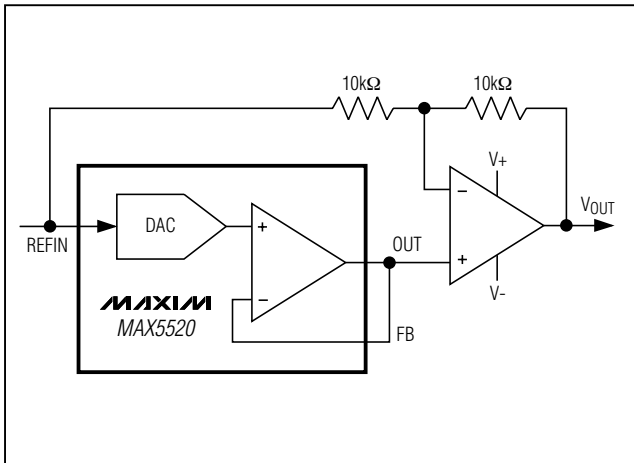 10kΩ 10kΩ
V+
DAC
REFIN
+
−
OUT
FB
−
+
VOUT
V-
MAXIM
MAX5520